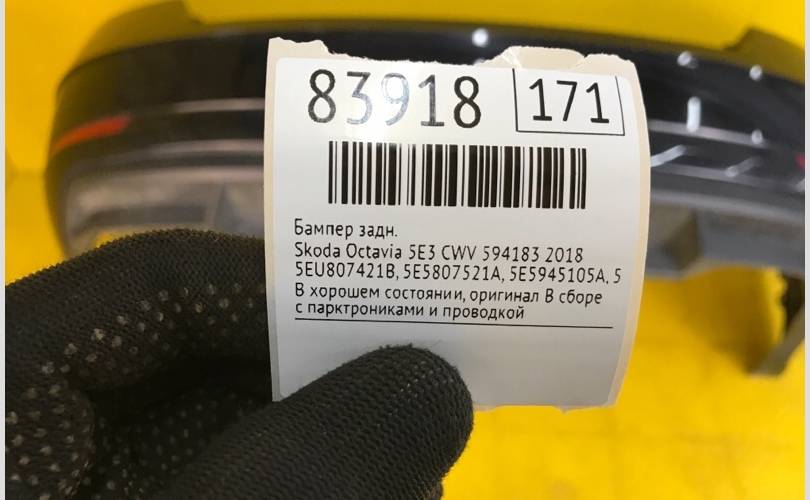 83918 171
Бампер задн.
Skoda Octavia 5E3 CWV 594183 2018
5EU807421B, 5E5807521A, 5E5945105A, 5
В хорошем состоянии, оригинал В сборе
с парктрониками и проводкой